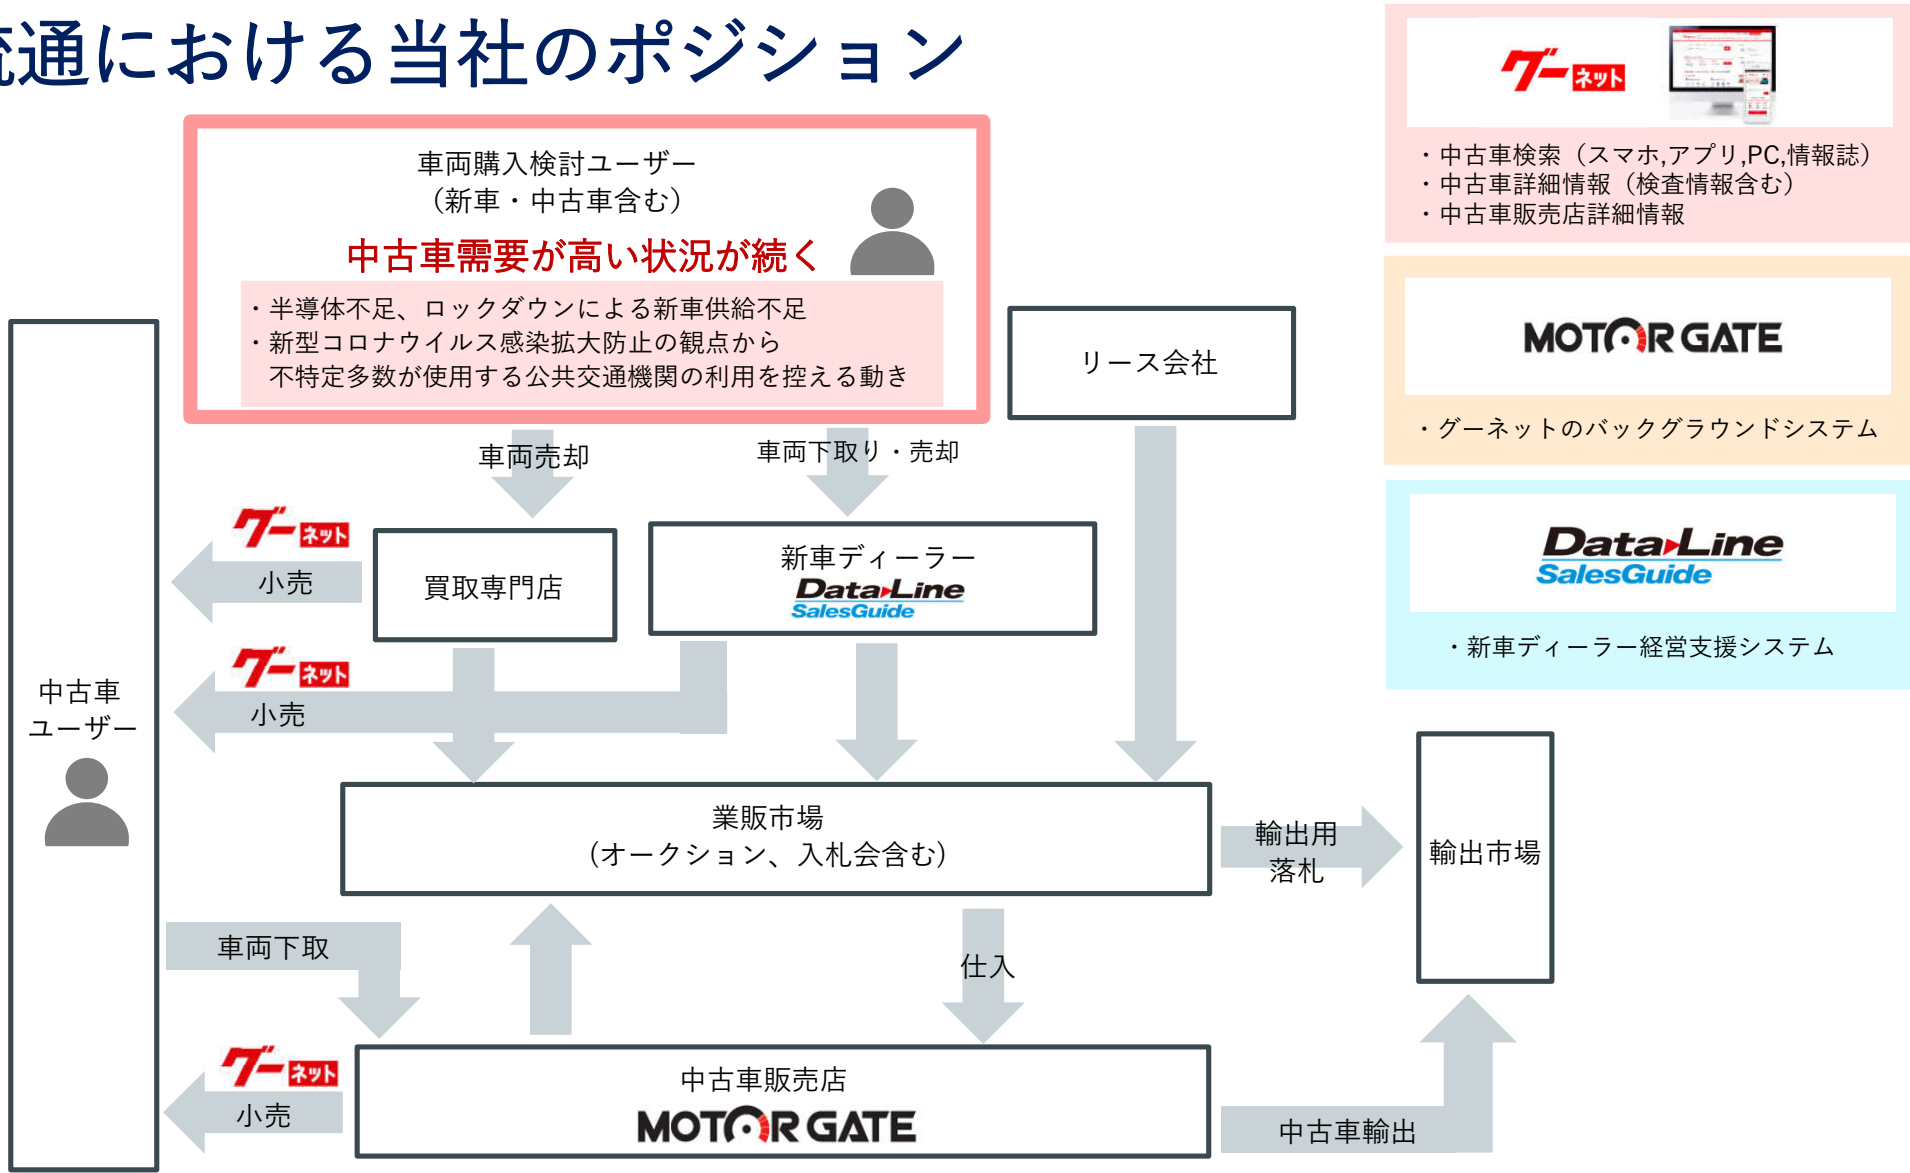 流通における当社のポジション
車両購入検討ユーザー
（新車・中古車含む）
中古車需要が高い状況が続く
・半導体不足、ロックダウンによる新車供給不足
・新型コロナウイルス感染拡大防止の観点から
不特定多数が使用する公共交通機関の利用を控える動き
リース会社
車両売却
車両下取り・売却
グーネット
小売
買取専門店
新車ディーラー
DataLine
SalesGuide
グーネット
小売
中古車
ユーザー
業販市場
（オークション、入札会含む）
輸出用
落札
輸出市場
車両下取
仕入
グーネット
小売
中古車販売店
MOTOR GATE
中古車輸出
グーネット
・中古車検索（スマホ,アプリ,PC,情報誌）
・中古車詳細情報（検査情報含む）
・中古車販売店詳細情報
MOTOR GATE
・グーネットのバックグラウンドシステム
DataLine
SalesGuide
・新車ディーラー経営支援システム